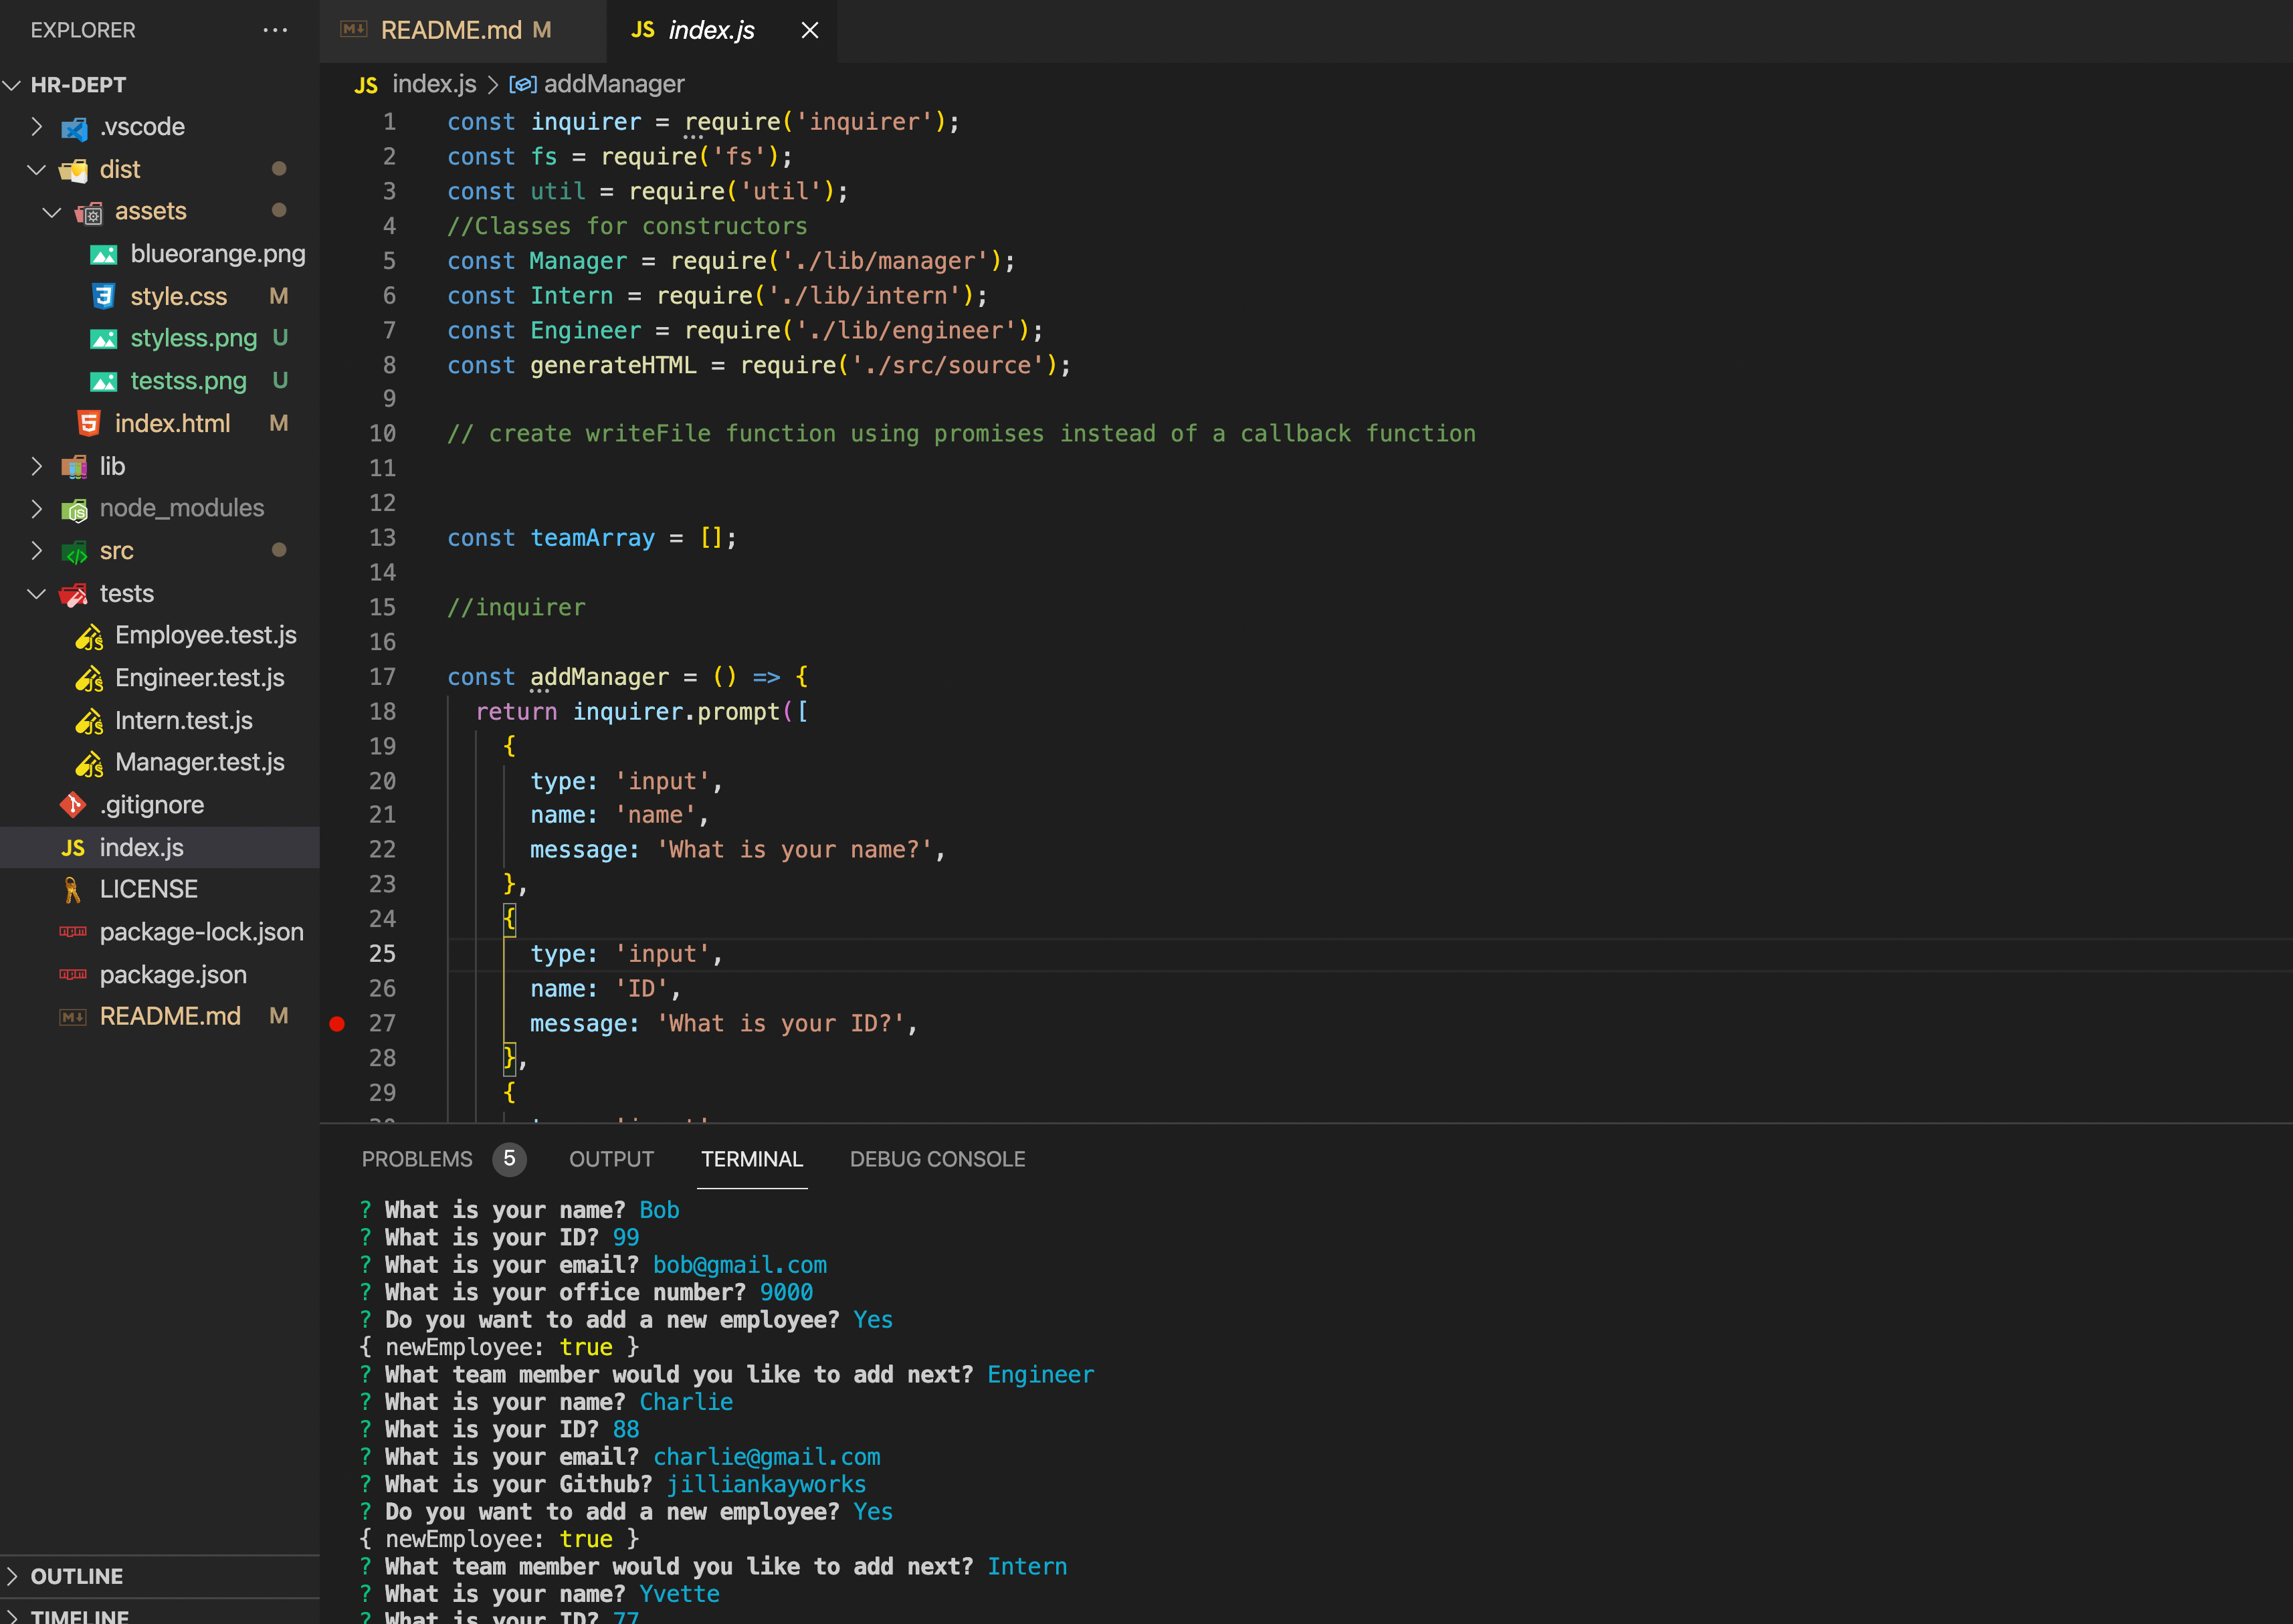 EXPLORER ...
HR-DEPT
.vscode
dist
assets
blueorange.png
style.css M
styless.png U
testss.png U
index.html M
lib
node_modules
src
tests
Employee.test.js
Engineer.test.js
Intern.test.js
Manager.test.js
.gitignore
JS index.js
LICENSE
package-lock.json
package.json
README.md M
OUTLINE
TIMELINE
README.md M
JS index.js
JS index.js > addManager
1 const inquirer = require('inquirer');
2 const fs = require('fs');
3 const util = require('util');
4 //Classes for constructors
5 const Manager = require('./lib/manager');
6 const Intern = require('./lib/intern');
7 const Engineer = require('./lib/engineer');
8 const generateHTML = require('./src/source');
9
10 // create writeFile function using promises instead of a callback function
11
12
13 const teamArray = [];
14
15 //inquirer
16
17 const addManager = () => {
18 return inquirer.prompt([
19 {
20 type: 'input',
21 name: 'name',
22 message: 'What is your name?',
23 },
24 {
25 type: 'input',
26 name: 'ID',
27 message: 'What is your ID?',
28 },
29 {
PROBLEMS 5 OUTPUT TERMINAL DEBUG CONSOLE
? What is your name? Bob
? What is your ID? 99
? What is your email? bob@gmail.com
? What is your office number? 9000
? Do you want to add a new employee? Yes
{ newEmployee: true }
? What team member would you like to add next? Engineer
? What is your name? Charlie
? What is your ID? 88
? What is your email? charlie@gmail.com
? What is your Github? jilliankayworks
? Do you want to add a new employee? Yes
{ newEmployee: true }
? What team member would you like to add next? Intern
? What is your name? Yvette
? What is your ID? 77